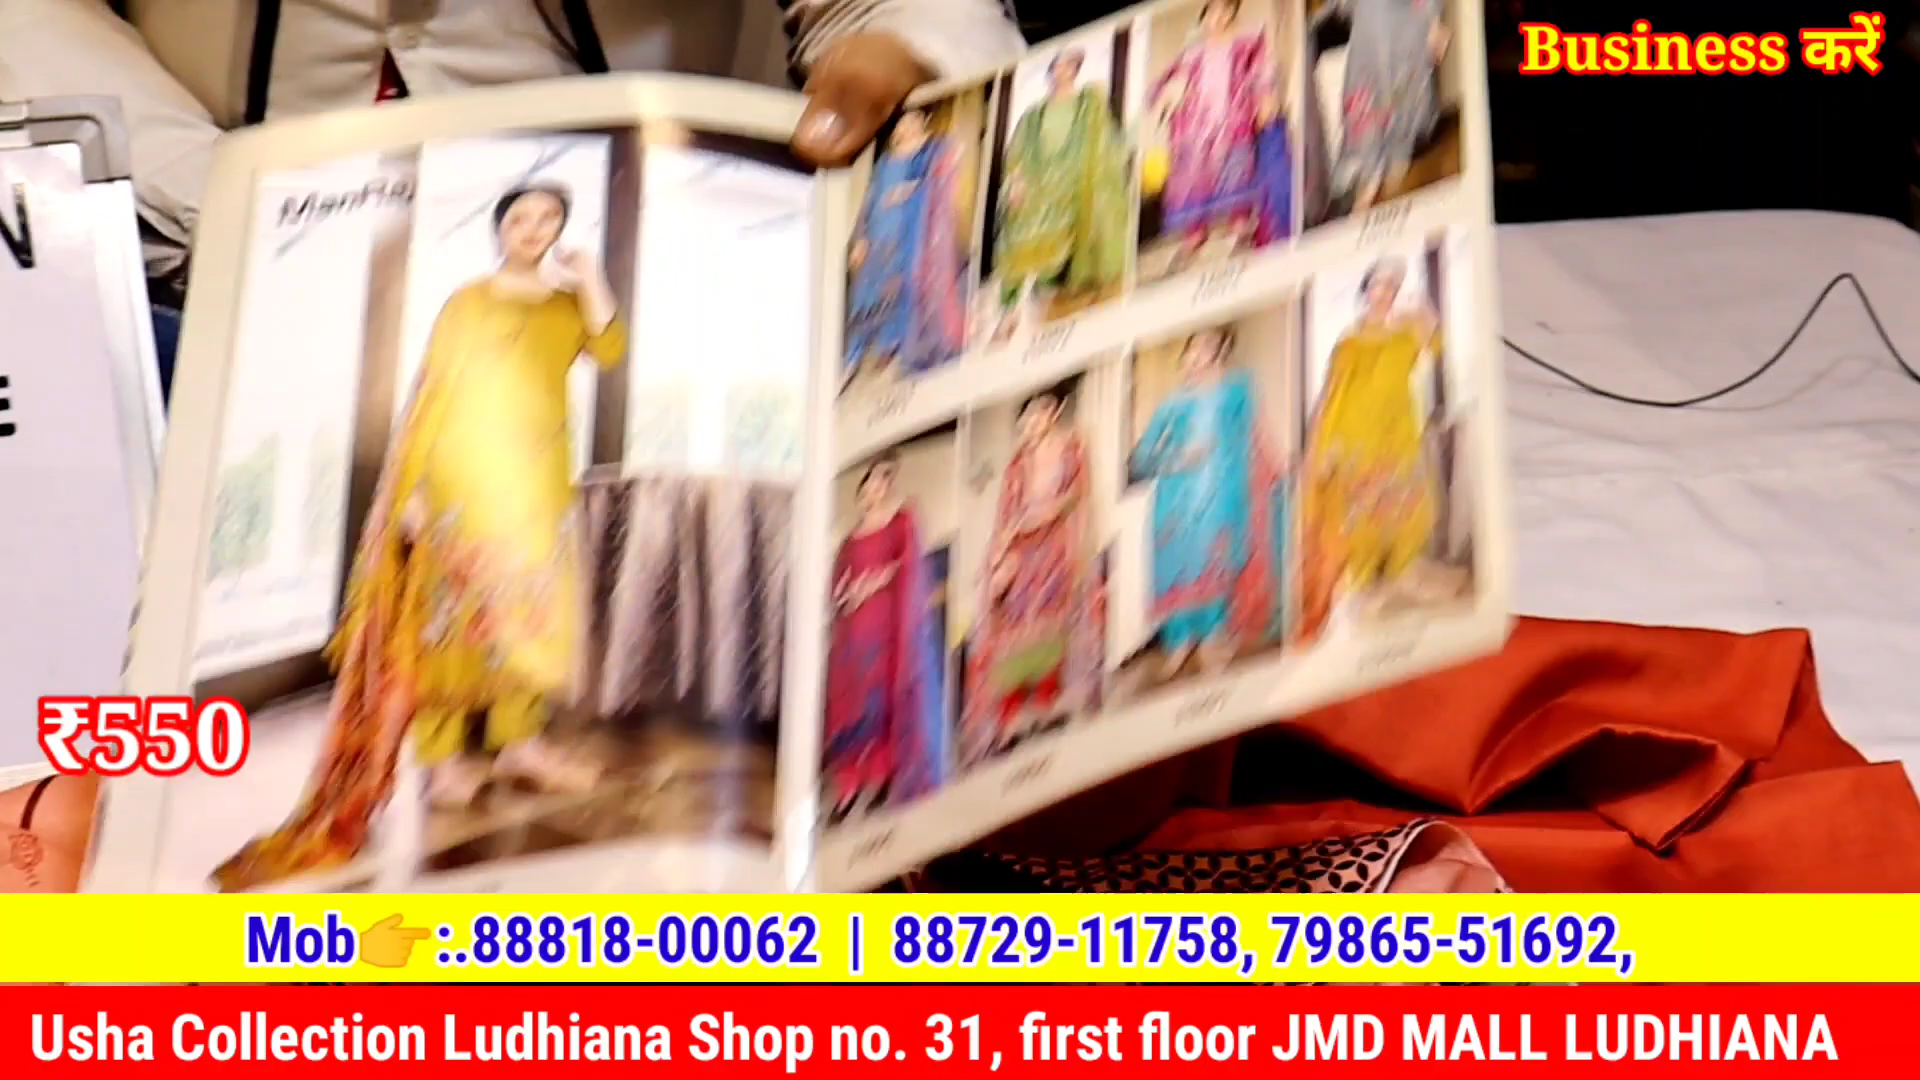 Business करें
₹550
Mob👉:.88818-00062 | 88729-11758, 79865-51692,
Usha Collection Ludhiana Shop no. 31, first floor JMD MALL LUDHIANA